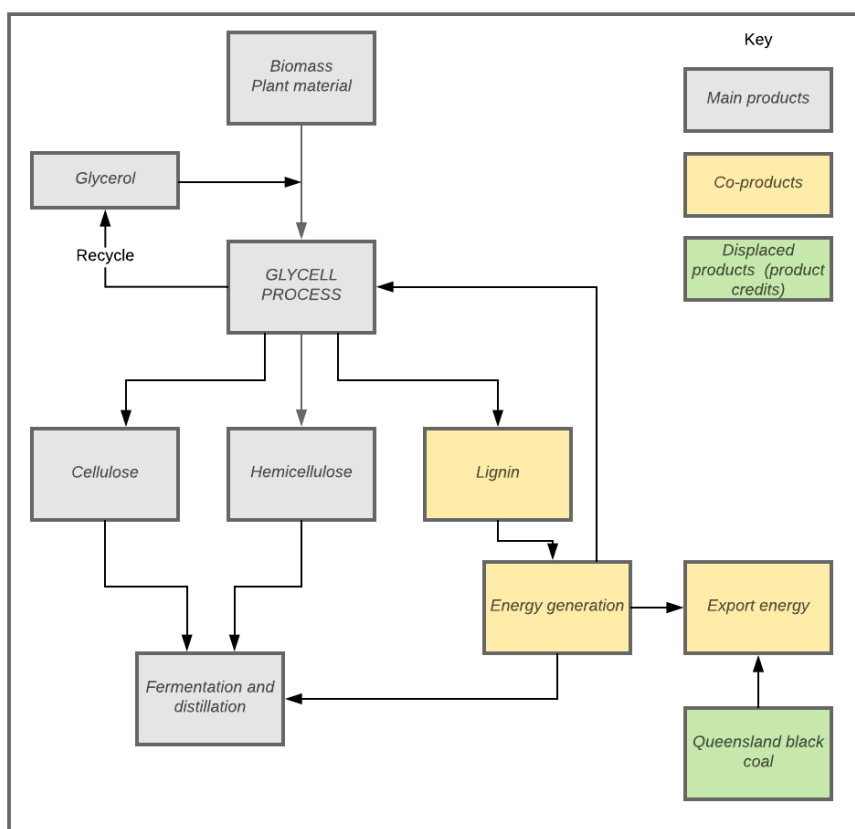 Biomass
Plant material
Key
Main products
Glycerol
Co-products
Recycle
GLYCELL
PROCESS
Displaced
products (product
credits)
Cellulose
Hemicellulose
Lignin
Energy generation
Export energy
Fermentation and
distillation
Queensland black
coal